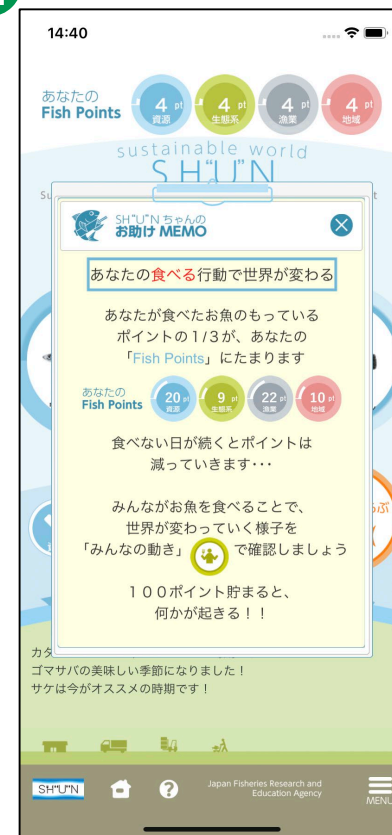 14:40
あなたの
Fish Points
4 pt
資源
4 pt
生態系
4 pt
漁業
4 pt
地域
sustainable world
SH"U"N
Su
t
SH"U"N ちゃんの
お助け MEMO
あなたの食べる行動で世界が変わる
あなたが食べたお魚のもっている
ポイントの1/3が、あなたの
「Fish Points」にたまります
あなたの
Fish Points
20 pt
資源
9 pt
生態系
22 pt
漁業
10 pt
地域
食べない日が続くとポイントは
減っていきます・・・
みんながお魚を食べることで、
世界が変わっていく様子を
「みんなの動き」 で確認しましょう
100ポイント貯まると、
何かが起きる！！
ぶ
カタ
ゴマサバの美味しい季節になりました！
サケは今がオススメの時期です！
SH"U"N
?
Japan Fisheries Research and
Education Agency
MENU